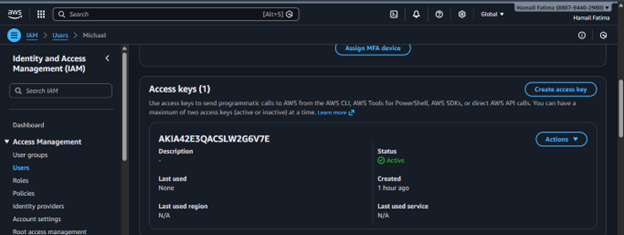 aws
Search
[Alt+S]
Global
Hamail Fatima (8807-9440-2980)
Hamail Fatima
IAM > Users > Michael
Identity and Access
Management (IAM)
Search IAM
Dashboard
Access Management
User groups
Users
Roles
Policies
Identity providers
Account settings
Root access management
Assign MFA device
Access keys (1)
Create access key
Use access keys to send programmatic calls to AWS from the AWS CLI, AWS Tools for PowerShell, AWS SDKs, or direct AWS API calls. You can have a
maximum of two access keys (active or inactive) at a time. Learn more
AKIA42E3QACSLW2G6V7E
Actions
Description
-
Status
Active
Last used
None
Created
1 hour ago
Last used region
N/A
Last used service
N/A